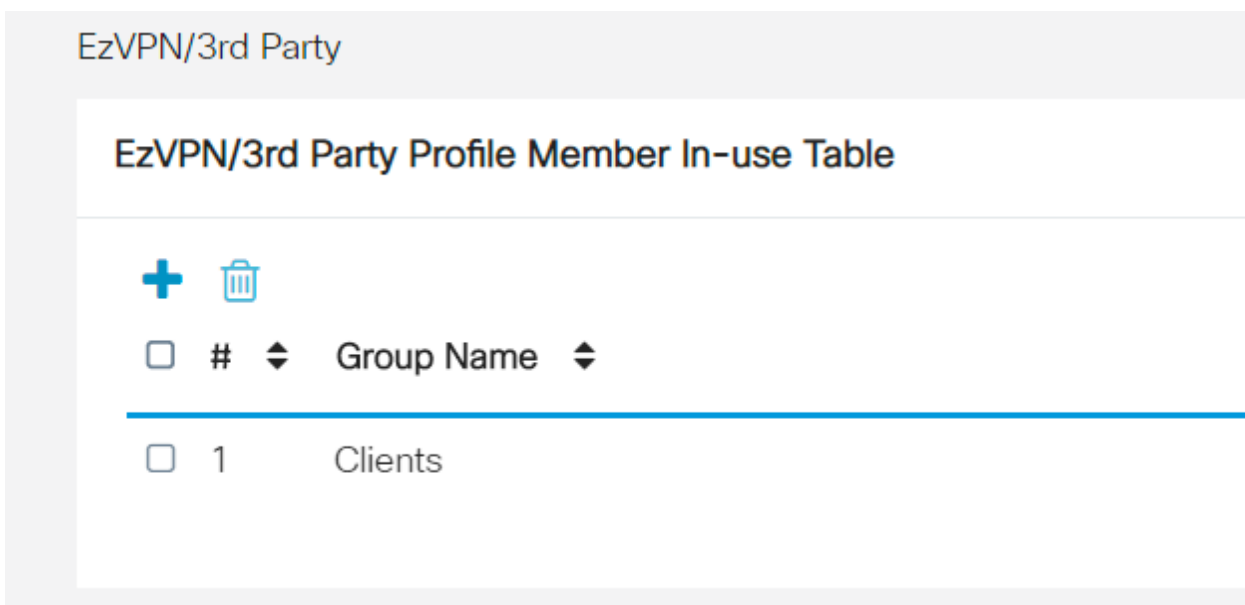 EzVPN/3rd Party
EzVPN/3rd Party Profile Member In-use Table
# Group Name
1 Clients